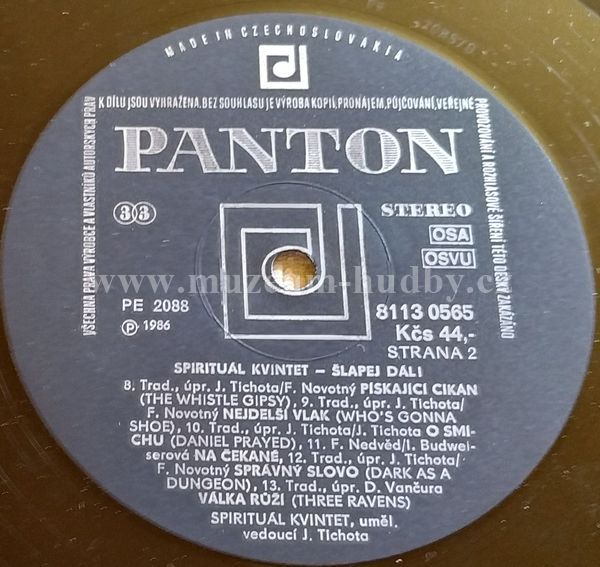 MADE IN CZECHOSLOVAKIA
VŠECHNA PRÁVA VÝROBCE A VLASTNÍKŮ AUTORSKÝCH PRÁV
K DÍLU JSOU VYHRAŽENA. BEZ SOUHLASU JE VÝROBA KOPIÍ, PRONÁJEM, PŮJČOVÁNÍ, VEŘEJNÉ
PROVOZOVÁNÍ A ROZHLASOVÉ ŠÍŘENÍ TÉTO DESKY ZAKÁZÁNO
PANTON
33
STEREO
OSA
OSVU
www.muzeum-hudby.cz
PE 2088
Ⓟ 1986
8113 0565
Kčs 44,-
STRANA 2
SPIRITUÁL KVINTET – ŠLAPEJ DÁL!
8. Trad., úpr. J. Tichota/F. Novotný PÍSKAJÍCÍ CIKÁN
(THE WHISTLE GIPSY), 9. Trad., úpr. J. Tichota/
F. Novotný NEJDELŠÍ VLAK (WHO'S GONNA
SHOE), 10. Trad., úpr. J. Tichota/J. Tichota O SMÍ-
CHU (DANIEL PRAYED), 11. F. Nedvěd/I. Budwei-
serová NA ČEKANÉ, 12. Trad., úpr. J. Tichota/
F. Novotný SPRÁVNÝ SLOVO (DARK AS A
DUNGEON), 13. Trad., úpr. D. Vančura
VÁLKA RŮŽÍ (THREE RAVENS)
SPIRITUÁL KVINTET, uměl.
vedoucí J. Tichota